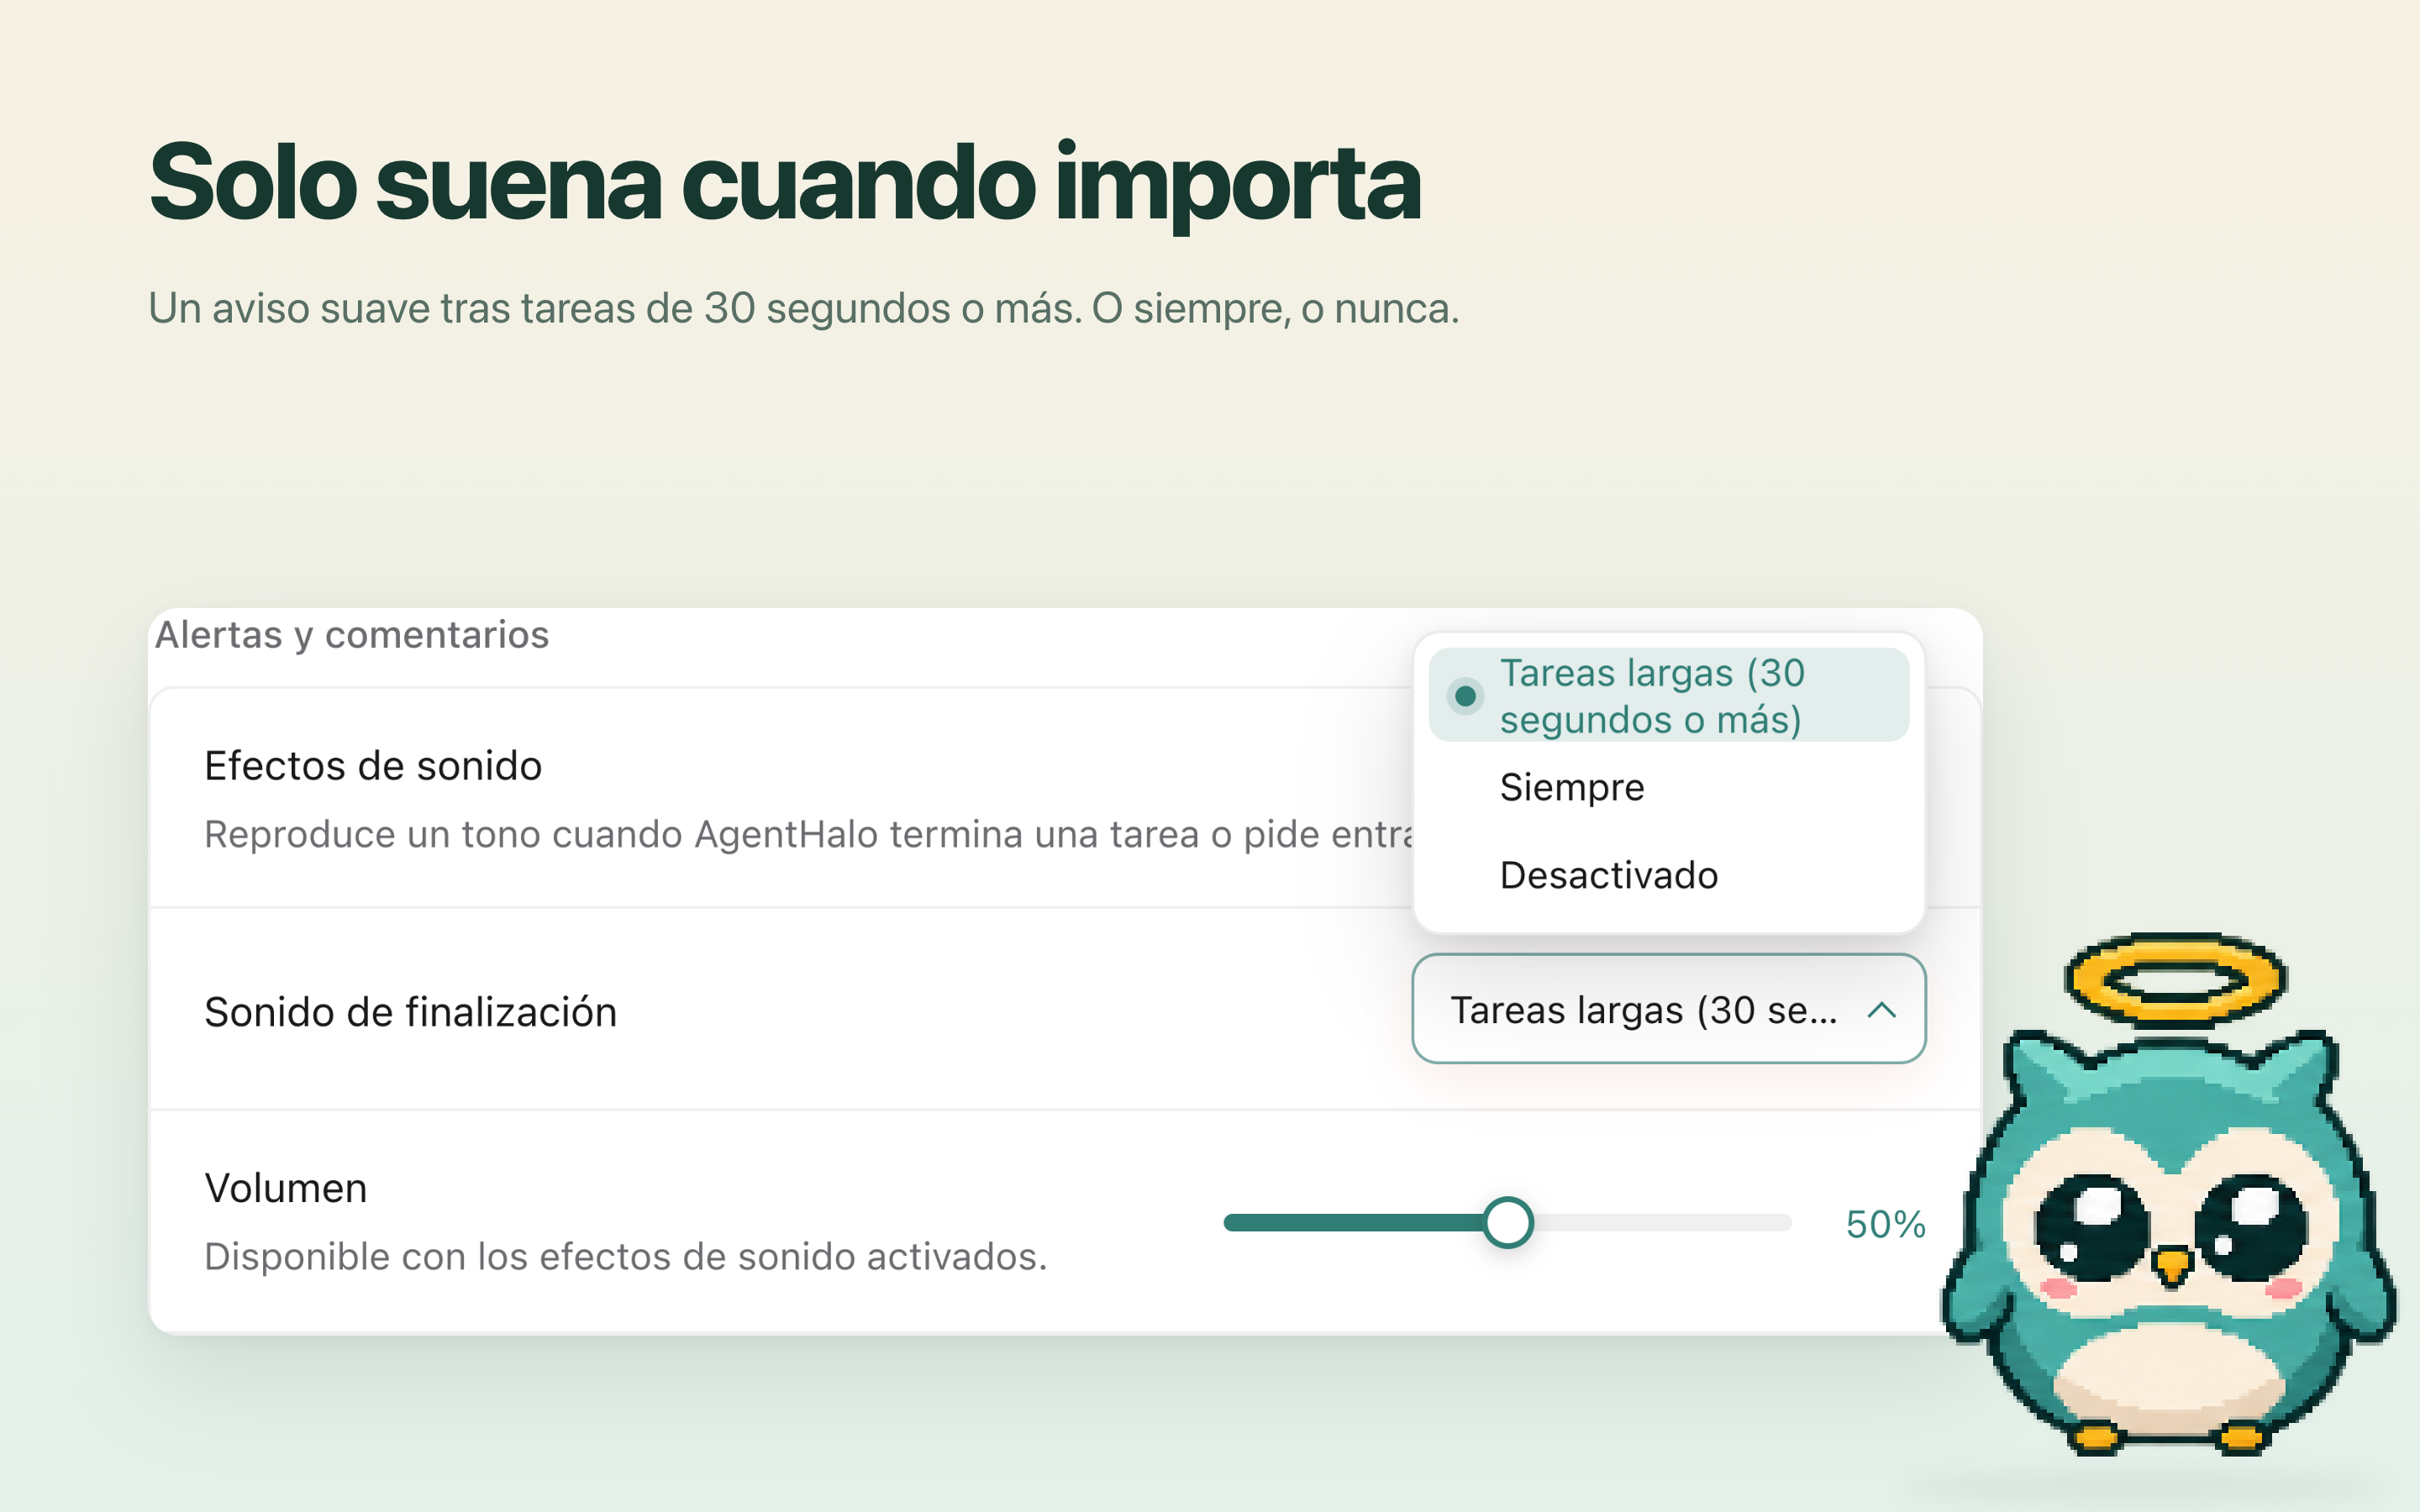 Solo suena cuando importa
Un aviso suave tras tareas de 30 segundos o más. O siempre, o nunca.
Alertas y comentarios
Efectos de sonido
Reproduce un tono cuando AgentHalo termina una tarea o pide
Tareas largas (30
segundos o más)
Siempre
Desactivado
Sonido de finalización
Tareas largas (30 se...
Volumen
Disponible con los efectos de sonido activados.
50%